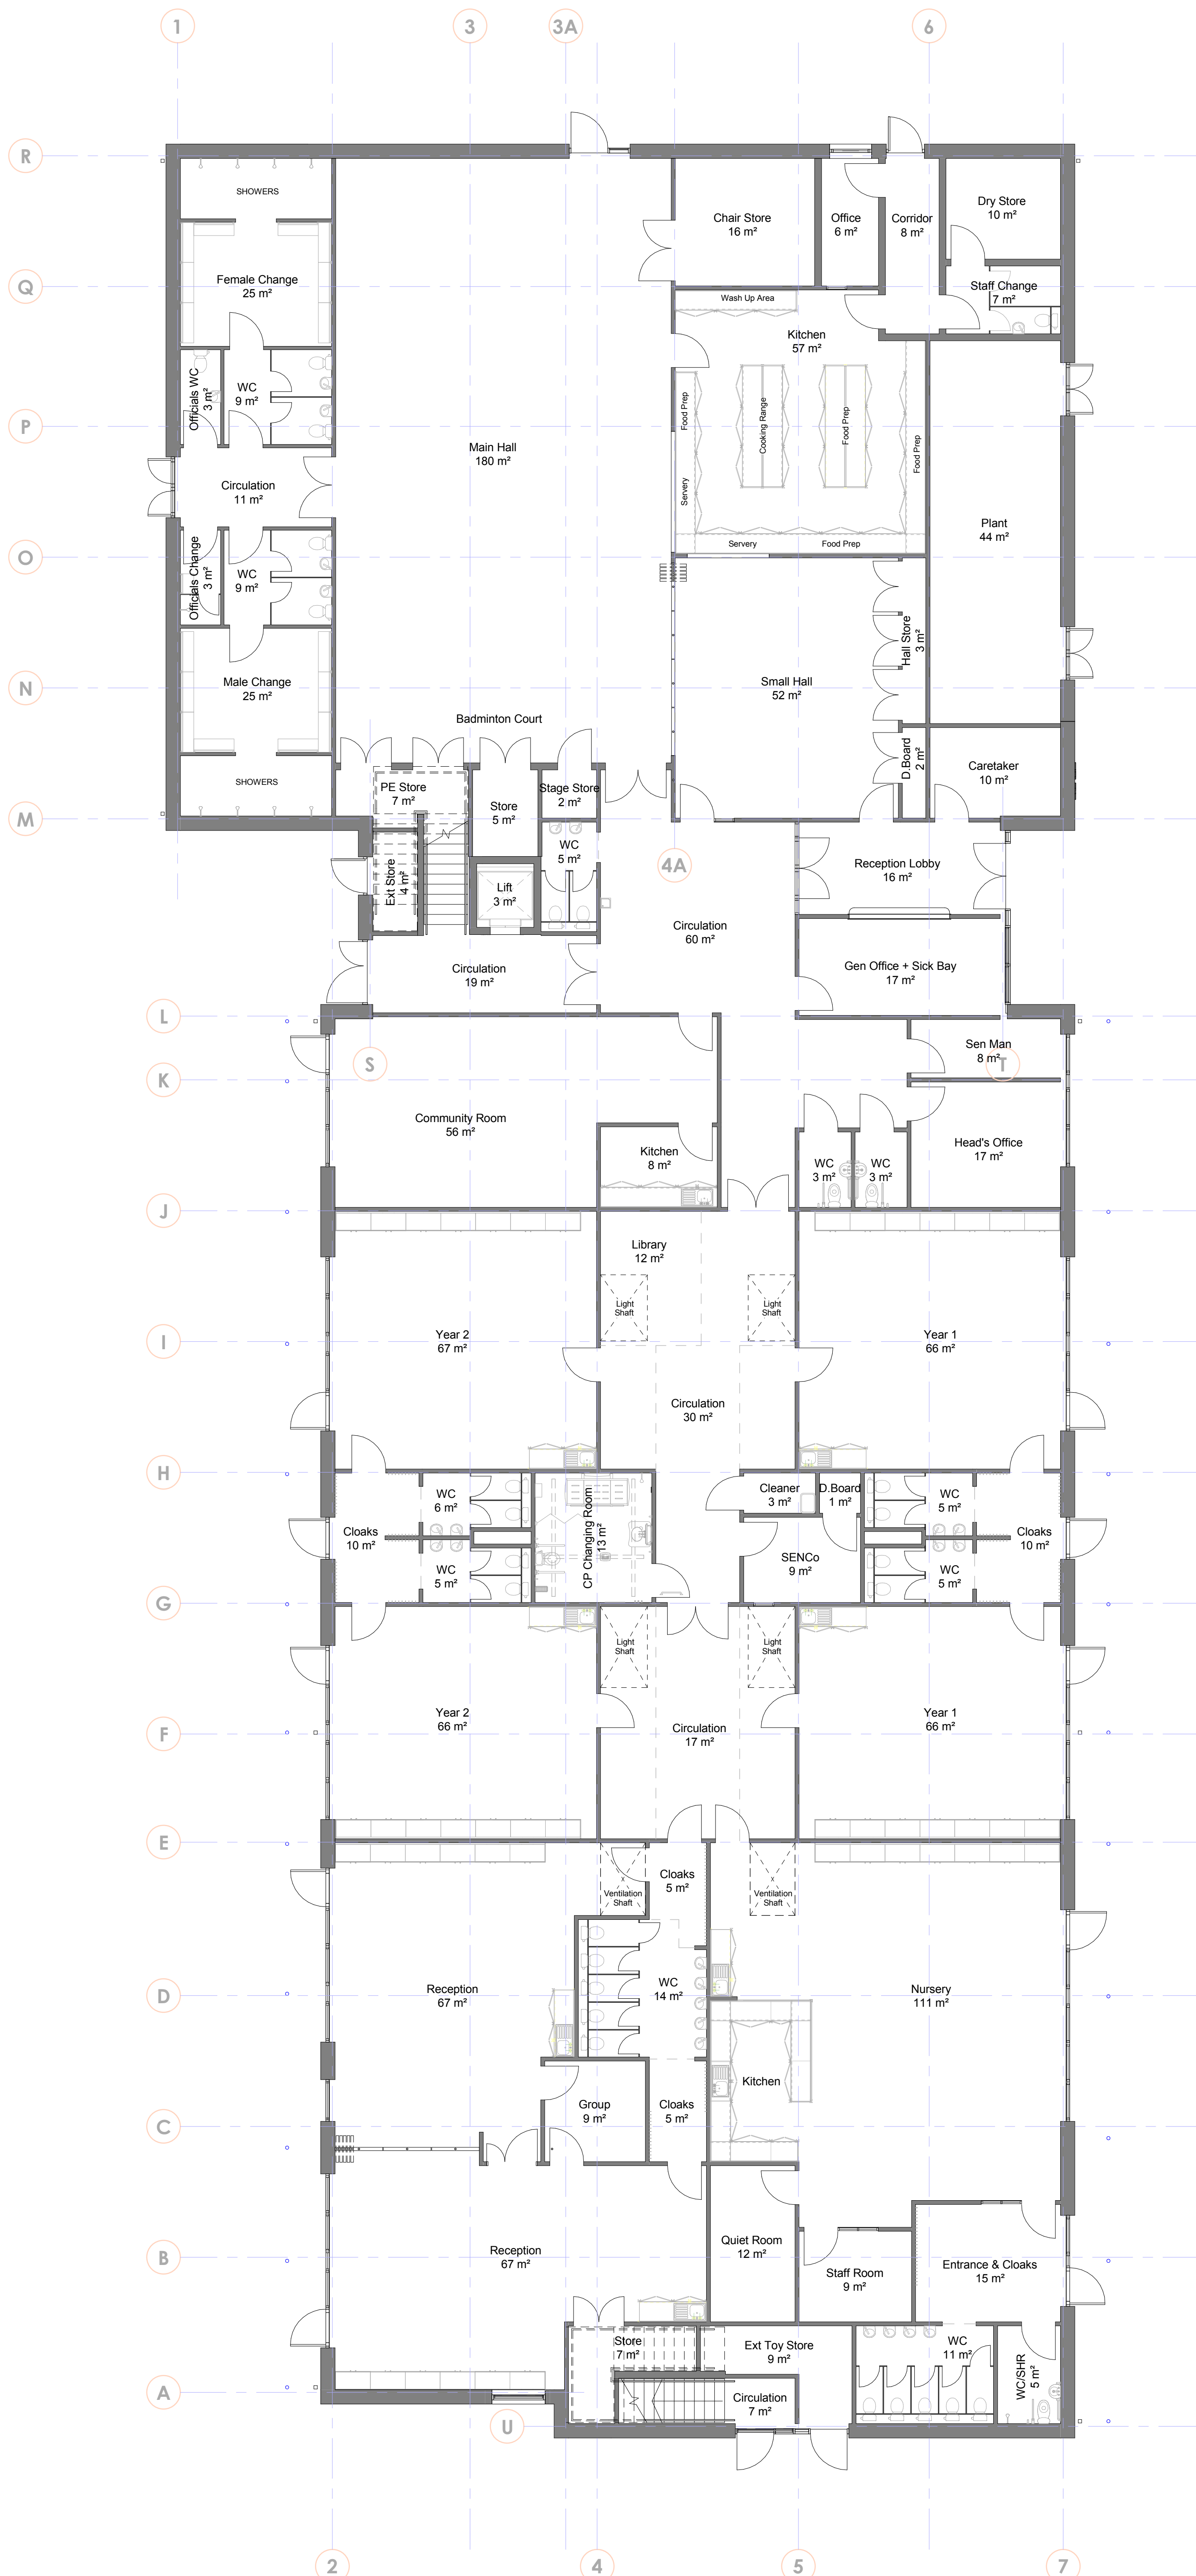 1
3
3A
6
R
SHOWERS
Female Change
25 m²
Chair Store
16 m²
Office
6 m²
Corridor
8 m²
Dry Store
10 m²
Q
Staff Change
7 m²
Wash Up Area
Kitchen
57 m²
Officials WC
3 m²
WC
9 m²
P
Food Prep
Cooking Range
Food Prep
Food Prep
Main Hall
180 m²
Servery
Circulation
11 m²
Plant
44 m²
O
Servery
Food Prep
Officials Change
3 m²
WC
9 m²
Hall Store
3 m²
N
Male Change
25 m²
Small Hall
52 m²
Badminton Court
D.Board
2 m²
Caretaker
10 m²
SHOWERS
PE Store
7 m²
Store
5 m²
Stage Store
2 m²
M
WC
5 m²
4A
Reception Lobby
16 m²
Ext Store
4 m²
Lift
3 m²
Circulation
60 m²
Circulation
19 m²
Gen Office + Sick Bay
17 m²
L
Sen Man
8 m²
S
T
K
Community Room
56 m²
Kitchen
8 m²
WC
3 m²
WC
3 m²
Head's Office
17 m²
J
Library
12 m²
Light
Shaft
Light
Shaft
I
Year 2
67 m²
Year 1
66 m²
Circulation
30 m²
H
WC
6 m²
Cleaner
3 m²
D.Board
1 m²
WC
5 m²
Cloaks
10 m²
CP Changing Room
13 m²
Cloaks
10 m²
WC
5 m²
SENCo
9 m²
WC
5 m²
G
Light
Shaft
Light
Shaft
F
Year 2
66 m²
Circulation
17 m²
Year 1
66 m²
E
Cloaks
5 m²
Ventilation
Shaft
Ventilation
Shaft
D
Reception
67 m²
WC
14 m²
Nursery
111 m²
Kitchen
C
Group
9 m²
Cloaks
5 m²
B
Reception
67 m²
Quiet Room
12 m²
Staff Room
9 m²
Entrance & Cloaks
15 m²
Store
7 m²
Ext Toy Store
9 m²
WC
11 m²
WC/SHR
5 m²
A
Circulation
7 m²
U
2
4
5
7